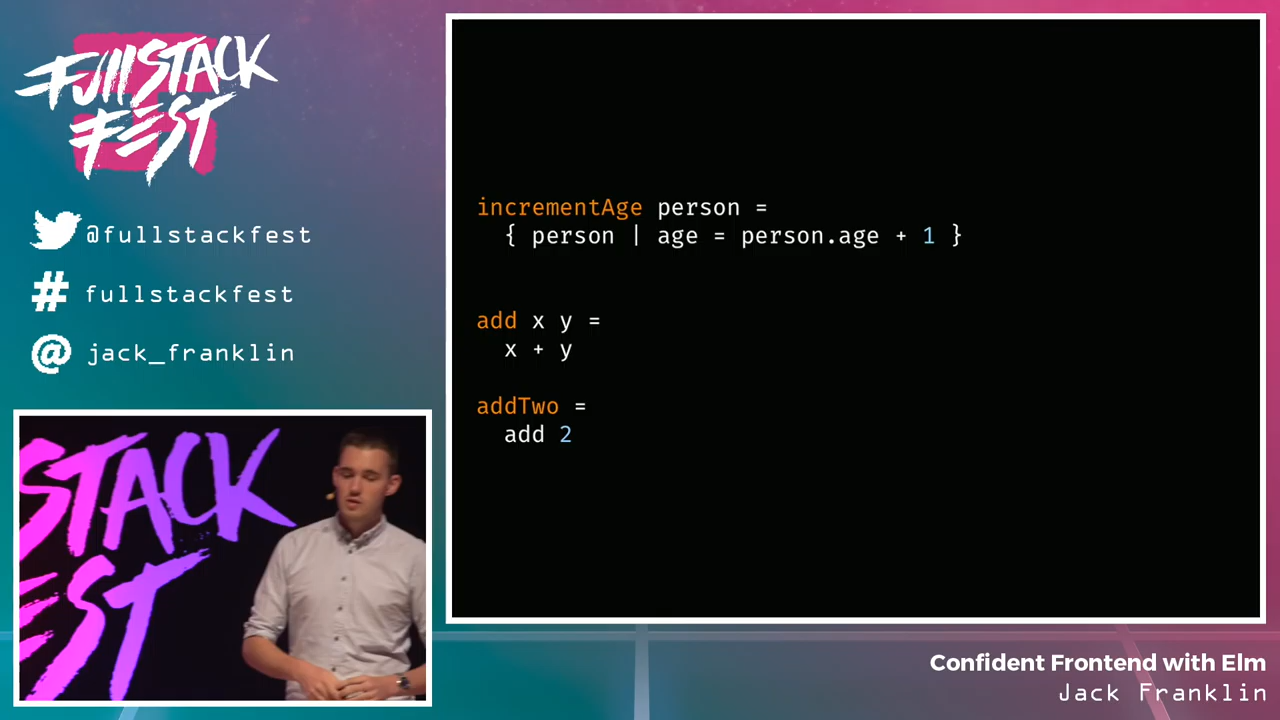 FullSTACK
FEST
@fullstackfest
# fullstackfest
@ jack_franklin
incrementAge person =
{ person | age = person.age + 1 }
add x y =
x + y
addTwo =
add 2
STACK
EST
Confident Frontend with Elm
Jack Franklin